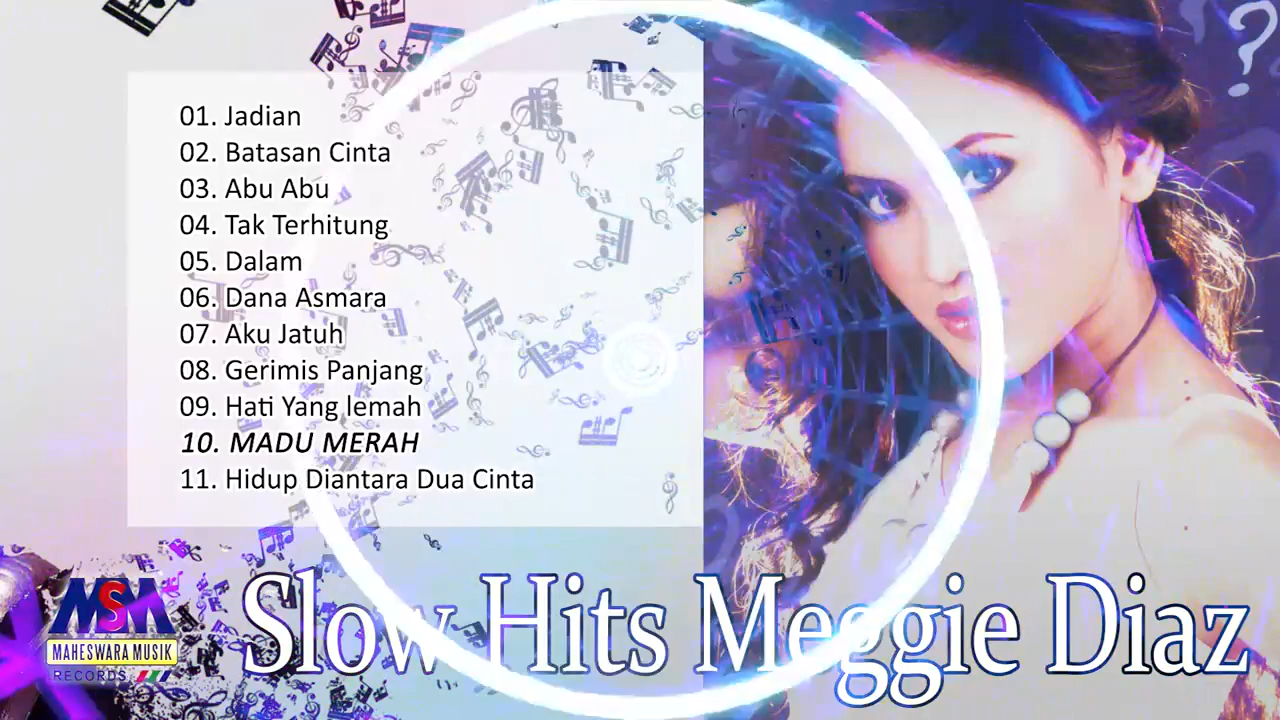 01. Jadian
02. Batasan Cinta
03. Abu Abu
04. Tak Terhitung
05. Dalam
06. Dana Asmara
07. Aku Jatuh
08. Gerimis Panjang
09. Hati Yang lemah
10. MADU MERAH
11. Hidup Diantara Dua Cinta
MSM
MAHESWARA MUSIK
RECORDS
Slow Hits Meggie Diaz
?